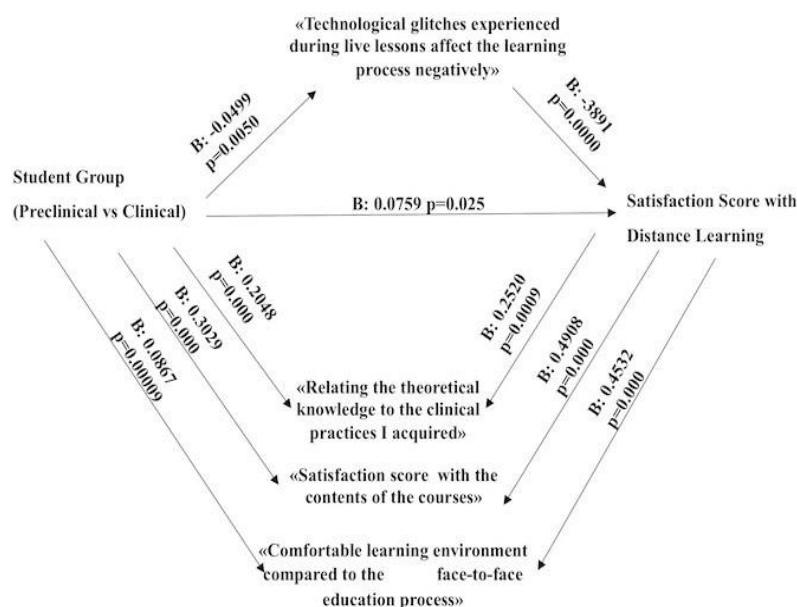 «Technological glitches experienced
during live lessons affect the learning
process negatively»
B: -0.0499
p=0.0050
B: -3891
p=0.0000
Student Group
(Preclinical vs Clinical)
B: 0.0759 p=0.025
Satisfaction Score with
Distance Learning
B: 0.2048
p=0.000
B: 0.3029
p=0.000
B: 0.0867
p=0.00009
B: 0.2520
p=0.0009
B: 0.4908
p=0.000
B: 0.4532
p=0.000
«Relating the theoretical
knowledge to the clinical
practices I acquired»
«Satisfaction score with the
contents of the courses»
«Comfortable learning environment
compared to the face-to-face
education process»